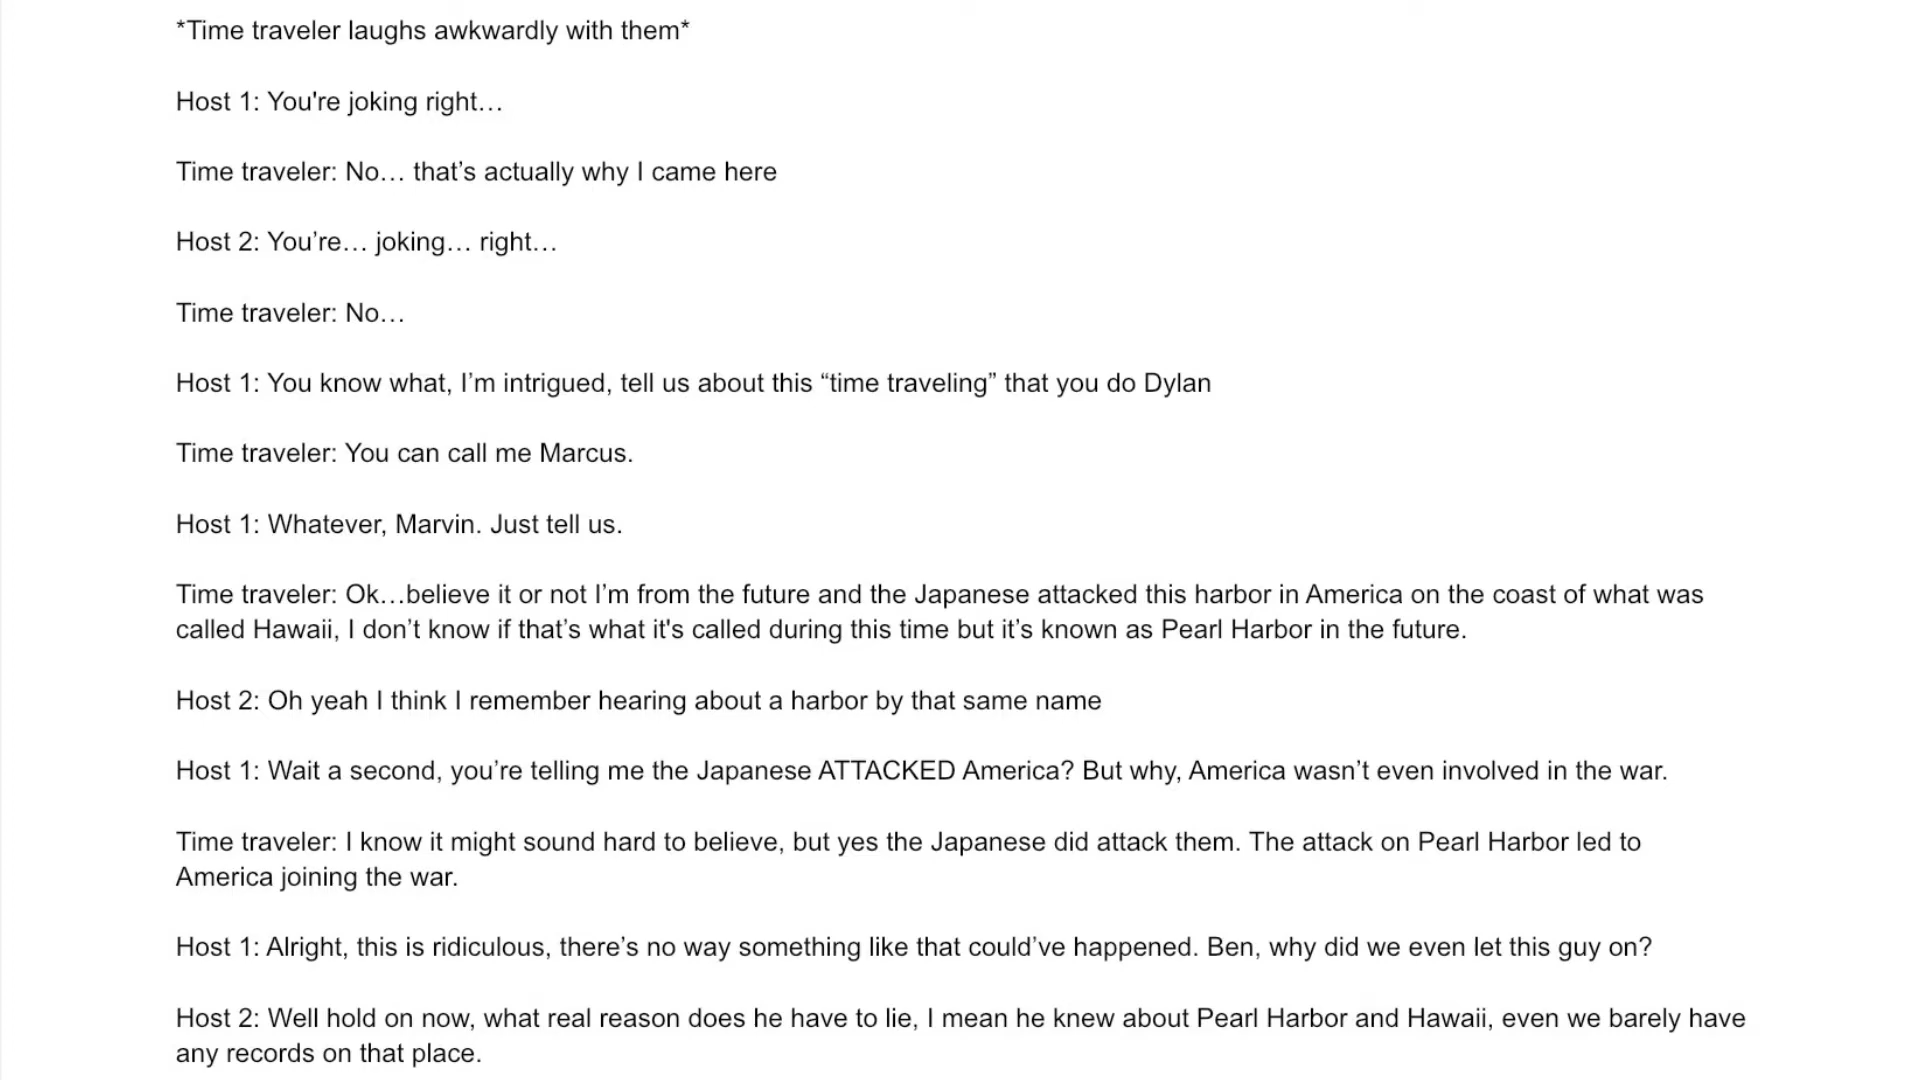 *Time traveler laughs awkwardly with them*
Host 1: You're joking right…
Time traveler: No… that’s actually why I came here
Host 2: You’re… joking… right…
Time traveler: No…
Host 1: You know what, I’m intrigued, tell us about this “time traveling” that you do Dylan
Time traveler: You can call me Marcus.
Host 1: Whatever, Marvin. Just tell us.
Time traveler: Ok…believe it or not I’m from the future and the Japanese attacked this harbor in America on the coast of what was
called Hawaii, I don’t know if that’s what it's called during this time but it’s known as Pearl Harbor in the future.
Host 2: Oh yeah I think I remember hearing about a harbor by that same name
Host 1: Wait a second, you’re telling me the Japanese ATTACKED America? But why, America wasn’t even involved in the war.
Time traveler: I know it might sound hard to believe, but yes the Japanese did attack them. The attack on Pearl Harbor led to
America joining the war.
Host 1: Alright, this is ridiculous, there’s no way something like that could’ve happened. Ben, why did we even let this guy on?
Host 2: Well hold on now, what real reason does he have to lie, I mean he knew about Pearl Harbor and Hawaii, even we barely have
any records on that place.